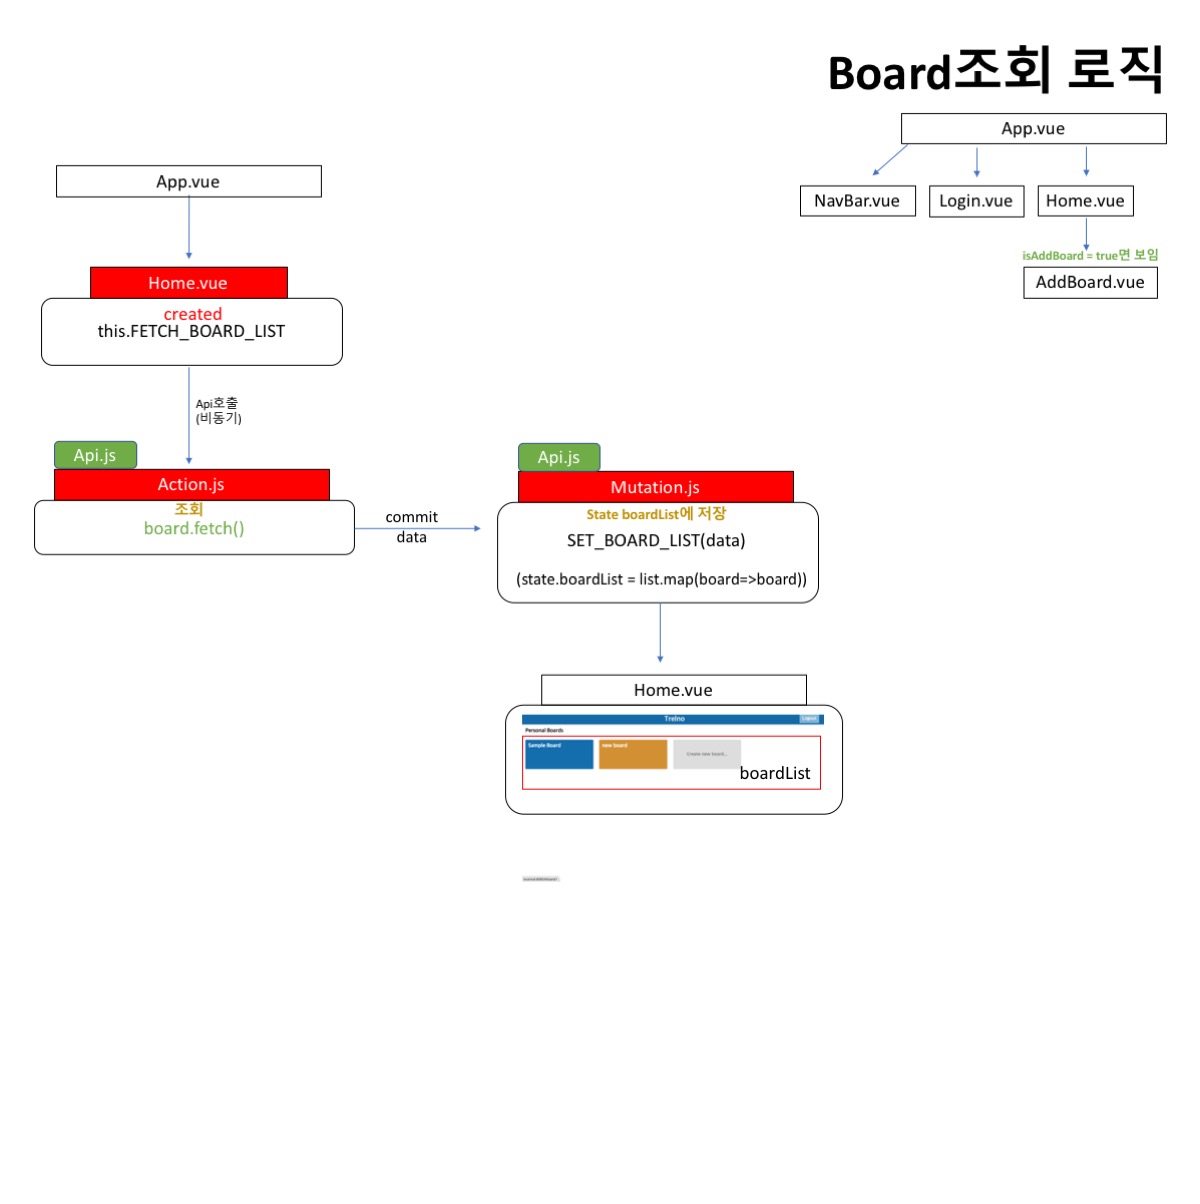 Board조회 로직
App.vue
NavBar.vue
Login.vue
Home.vue
isAddBoard = true면 보임
AddBoard.vue
App.vue
Home.vue
created
this.FETCH_BOARD_LIST
Api호출
(비동기)
Api.js
Action.js
조회
board.fetch()
commit
data
Api.js
Mutation.js
State boardList에 저장
SET_BOARD_LIST(data)
(state.boardList = list.map(board=>board))
Home.vue
Trelno
Logout
Personal Boards
Sample Board
new board
Create new board...
boardList